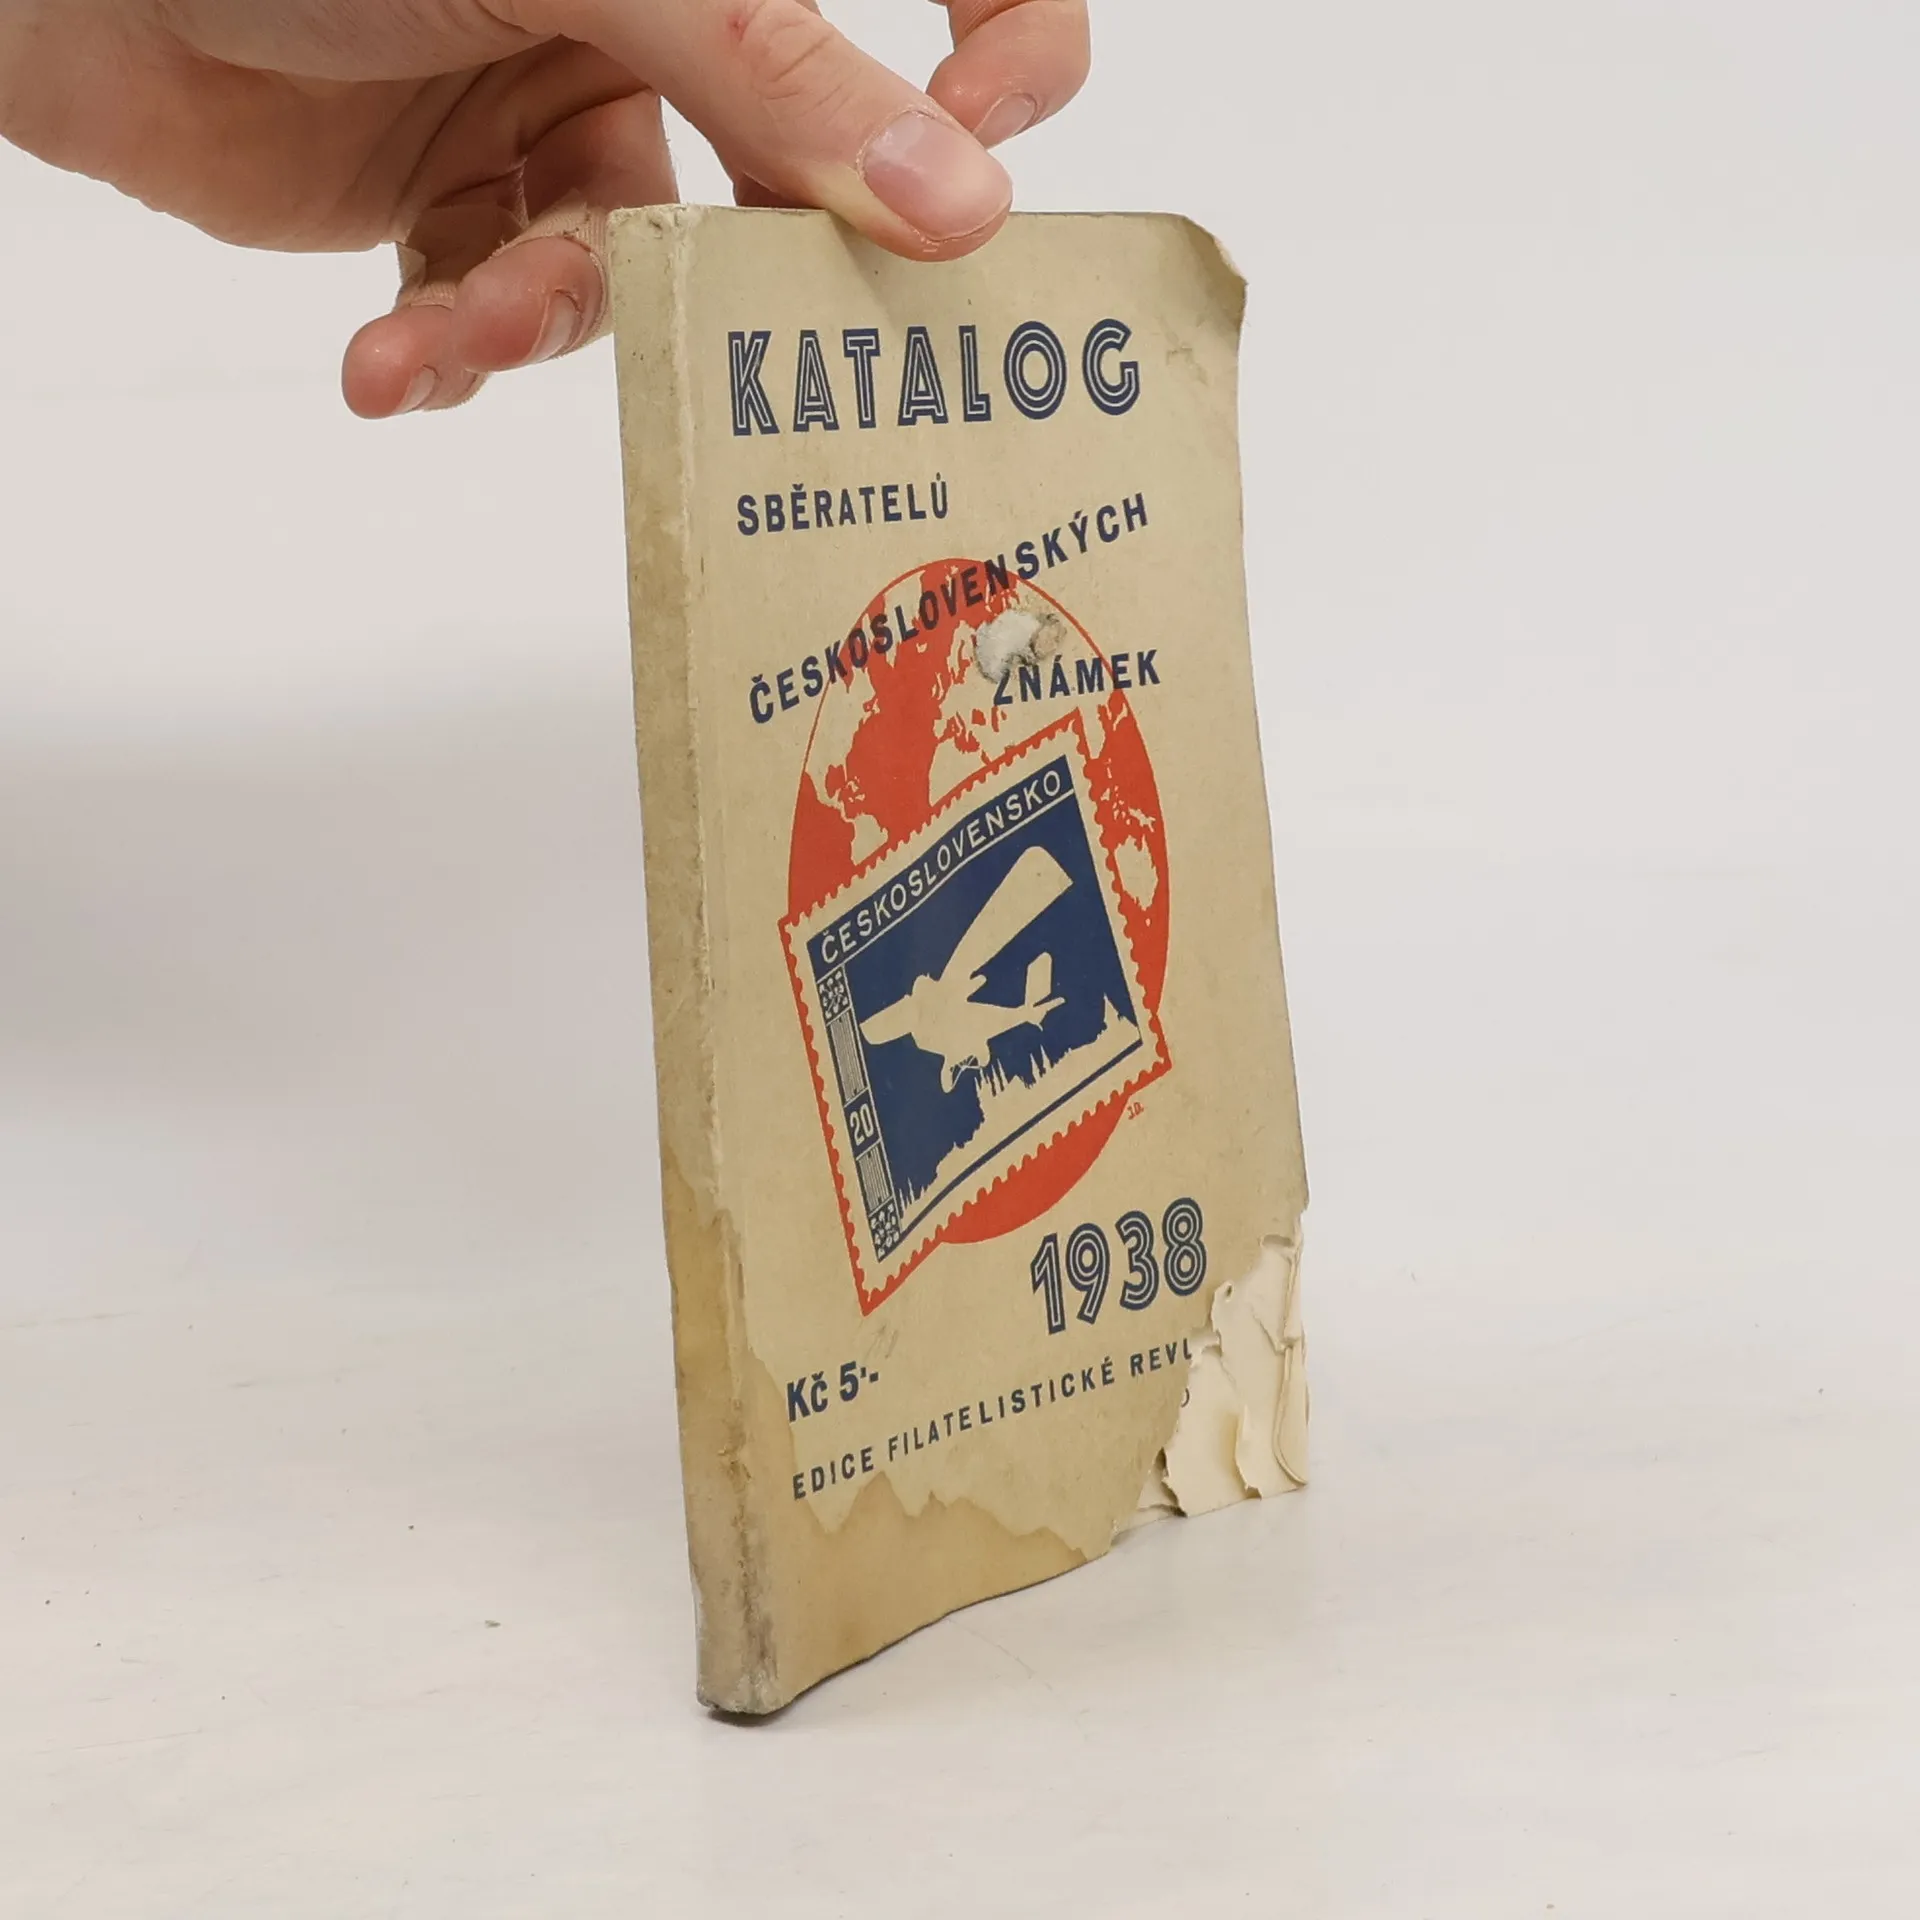 KATALOG
SBĚRATELŮ
ČESKOSLOVENSKÝCH
ZNÁMEK
ČESKOSLOVENSKO
20
J.D.
1938
Kč 5'-
EDICE FILATELISTICKÉ